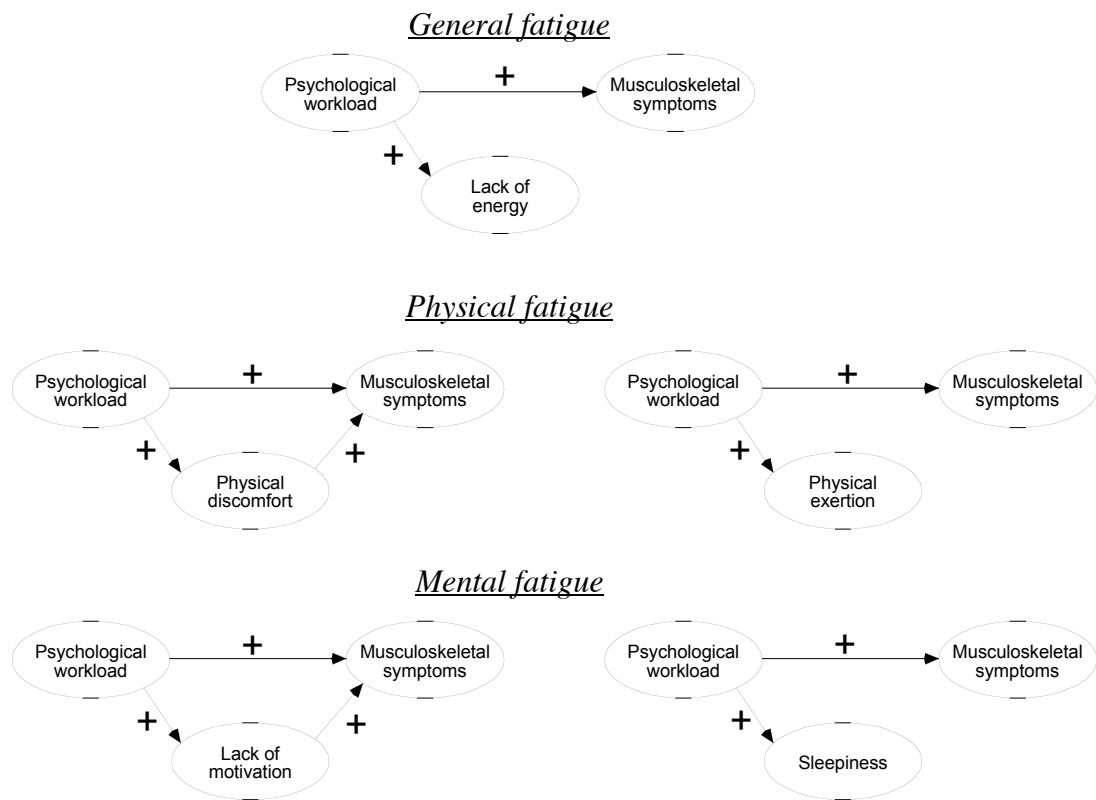 General fatigue
+
Psychological
workload
Musculoskeletal
symptoms
+
Lack of
energy
Physical fatigue
+
Psychological
workload
Musculoskeletal
symptoms
+
+
Physical
discomfort
+
Psychological
workload
Musculoskeletal
symptoms
+
Physical
exertion
Mental fatigue
+
Psychological
workload
Musculoskeletal
symptoms
+
+
Lack of
motivation
+
Psychological
workload
Musculoskeletal
symptoms
+
Sleepiness